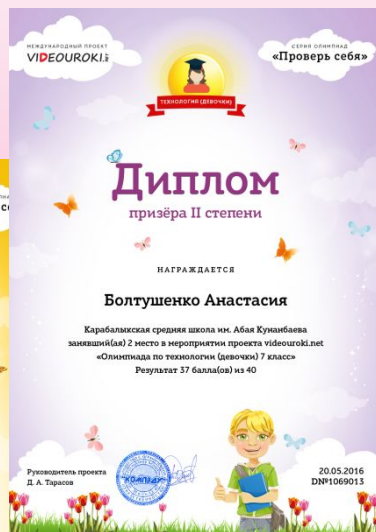 МЕЖДУНАРОДНЫЙ ПРОЕКТ
VIDEOUROKI.
СЕРИЯ ОЛИМПИАД
«Проверь себя»
ТЕХНОЛОГИЯ (ДЕВОЧКИ)
Диплом
призёра II степени
НАГРАЖДАЕТСЯ
Болтушенко Анастасия
Карабалыкская средняя школа им. Абая Кунанбаева
занявший(ая) 2 место в мероприятии проекта videouroki.net
«Олимпиада по технологии (девочки) 7 класс»
Результат 37 балла(ов) из 40
Руководитель проекта
Д. А. Тарасов
"КОМПЭДУ"
20.05.2016
DN№1069013